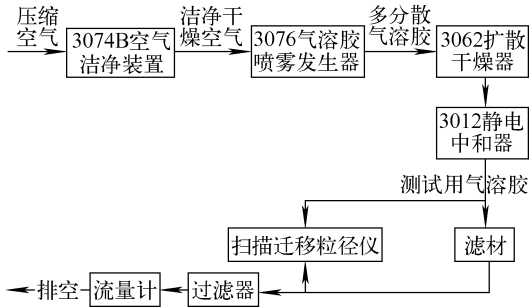 压缩
空气
3074B空气
洁净装置
洁净干
燥空气
3076气溶胶
喷雾发生器
多分散
气溶胶
3062扩散
干燥器
3012静电
中和器
测试用气溶胶
扫描迁移粒径仪
滤材
排空
流量计
过滤器